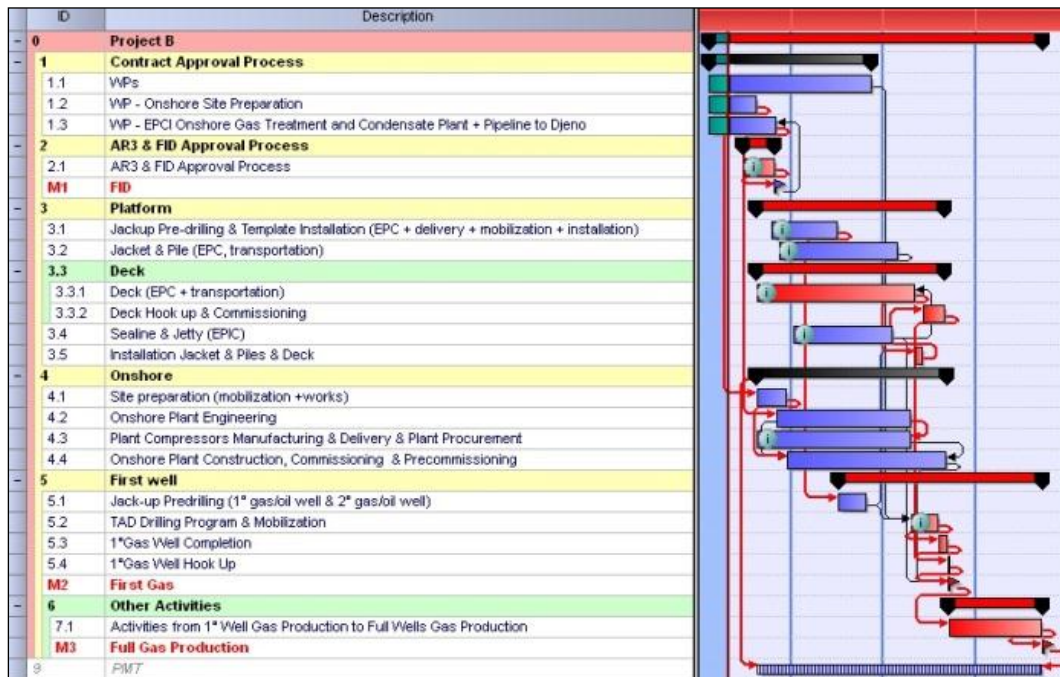 ID Description
0 Project B
1 Contract Approval Process
1.1 WPs
1.2 WP - Onshore Site Preparation
1.3 WP - EPCI Onshore Gas Treatment and Condensate Plant + Pipeline to Djeno
2 AR3 & FID Approval Process
2.1 AR3 & FID Approval Process
M1 FID
3 Platform
3.1 Jackup Pre-drilling & Template Installation (EPC + delivery + mobilization + installation)
3.2 Jacket & Pile (EPC, transportation)
3.3 Deck
3.3.1 Deck (EPC + transportation)
3.3.2 Deck Hook up & Commissioning
3.4 Sealine & Jetty (EPIC)
3.5 Installation Jacket & Piles & Deck
4 Onshore
4.1 Site preparation (mobilization +works)
4.2 Onshore Plant Engineering
4.3 Plant Compressors Manufacturing & Delivery & Plant Procurement
4.4 Onshore Plant Construction, Commissioning & Precommissioning
5 First well
5.1 Jack-up Predrilling (1° gas/oil well & 2° gas/oil well)
5.2 TAD Drilling Program & Mobilization
5.3 1°Gas Well Completion
5.4 1°Gas Well Hook Up
M2 First Gas
6 Other Activities
7.1 Activities from 1° Well Gas Production to Full Wells Gas Production
M3 Full Gas Production
9 PMT